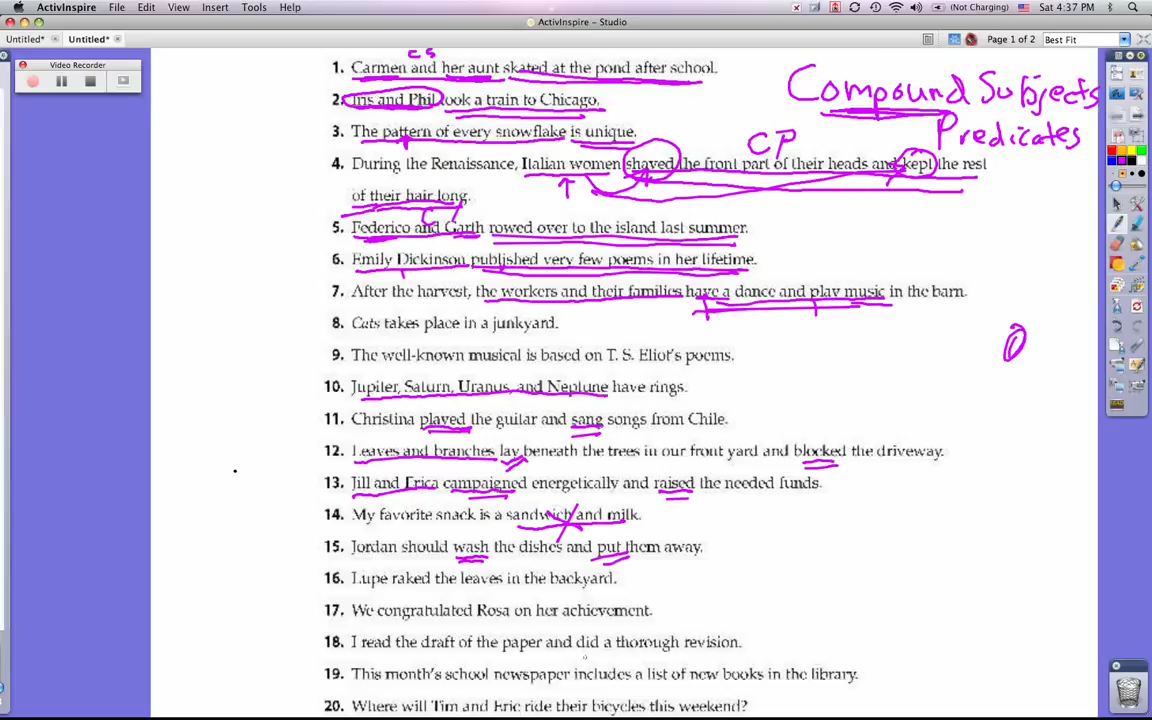 ActivInspire File Edit View Insert Tools Help (Not Charging) Sat 4:37 PM
ActivInspire – Studio
Untitled* Untitled* Page 1 of 2 Best Fit
Video Recorder
cs
1. Carmen and her aunt skated at the pond after school.
Compound Subjects
Predicates
2. Iris and Phil took a train to Chicago.
3. The pattern of every snowflake is unique.
CP
4. During the Renaissance, Italian women shaved the front part of their heads and kept the rest
of their hair long.
5. Federico and Garth rowed over to the island last summer.
6. Emily Dickinson published very few poems in her lifetime.
7. After the harvest, the workers and their families have a dance and play music in the barn.
8. Cats takes place in a junkyard.
9. The well-known musical is based on T. S. Eliot's poems.
10. Jupiter, Saturn, Uranus, and Neptune have rings.
11. Christina played the guitar and sang songs from Chile.
12. Leaves and branches lay beneath the trees in our front yard and blocked the driveway.
13. Jill and Erica campaigned energetically and raised the needed funds.
14. My favorite snack is a sandwich and milk.
15. Jordan should wash the dishes and put them away.
16. Lupe raked the leaves in the backyard.
17. We congratulated Rosa on her achievement.
18. I read the draft of the paper and did a thorough revision.
19. This month's school newspaper includes a list of new books in the library.
20. Where will Tim and Eric ride their bicycles this weekend?